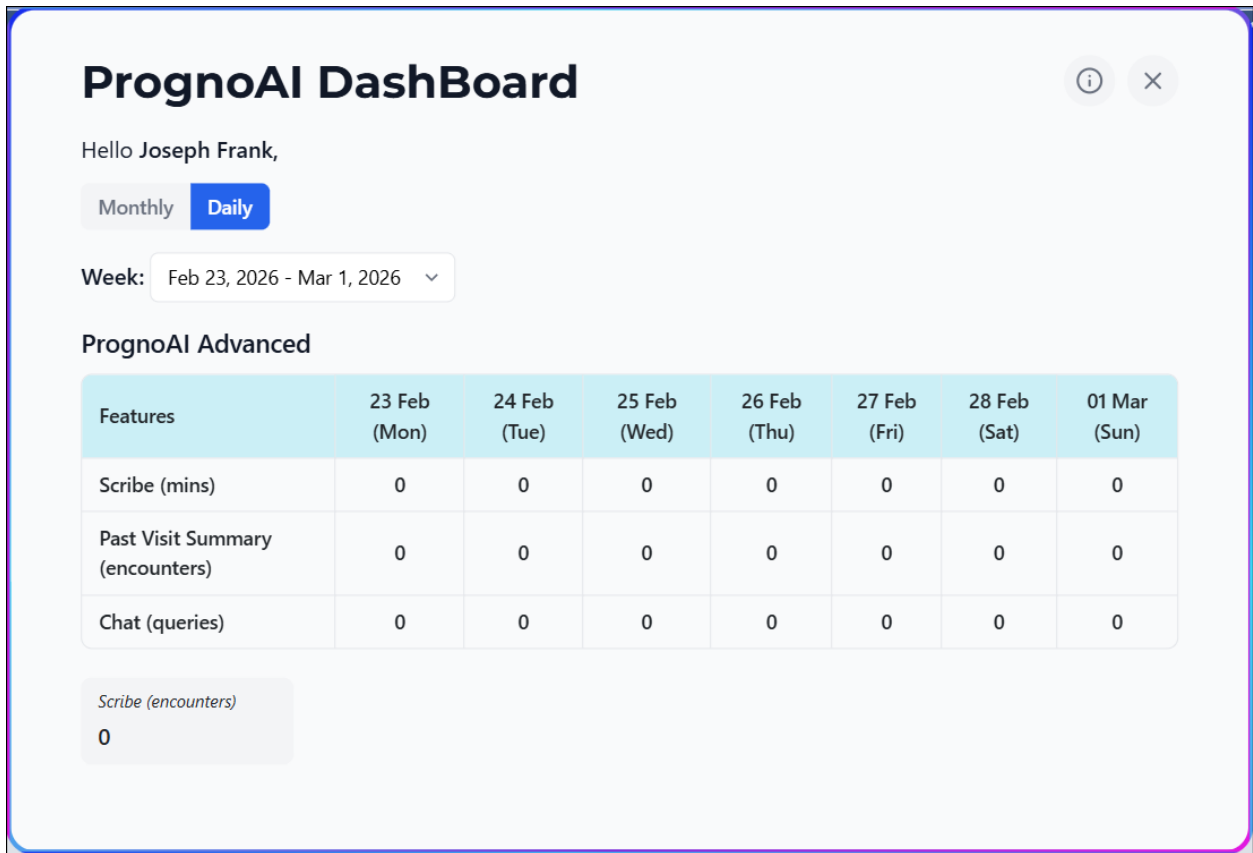 PrognoAI DashBoard
Hello Joseph Frank,
Monthly Daily
Week: Feb 23, 2026 - Mar 1, 2026
PrognoAI Advanced
Features 23 Feb (Mon) 24 Feb (Tue) 25 Feb (Wed) 26 Feb (Thu) 27 Feb (Fri) 28 Feb (Sat) 01 Mar (Sun)
Scribe (mins) 0 0 0 0 0 0 0
Past Visit Summary (encounters) 0 0 0 0 0 0 0
Chat (queries) 0 0 0 0 0 0 0
Scribe (encounters)
0